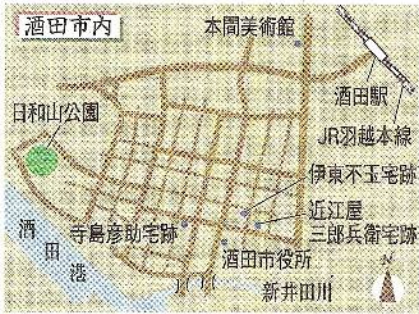 酒田市内
本間美術館
酒田駅
JR羽越本線
日和山公園
伊東不玉宅跡
近江屋
三郎兵衛宅跡
寺島彦助宅跡
酒田市役所
新井田川
酒田港
N